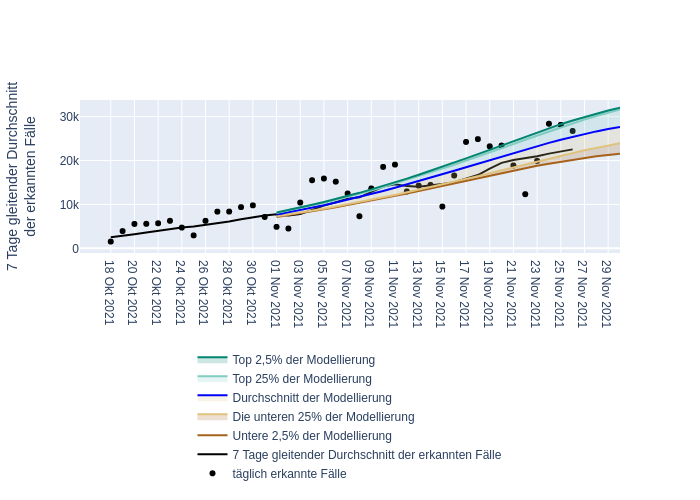 7 Tage gleitender Durchschnitt
der erkannten Fälle
30k
20k
10k
0
18 Okt 2021
20 Okt 2021
22 Okt 2021
24 Okt 2021
26 Okt 2021
28 Okt 2021
30 Okt 2021
01 Nov 2021
03 Nov 2021
05 Nov 2021
07 Nov 2021
09 Nov 2021
11 Nov 2021
13 Nov 2021
15 Nov 2021
17 Nov 2021
19 Nov 2021
21 Nov 2021
23 Nov 2021
25 Nov 2021
27 Nov 2021
29 Nov 2021
Top 2,5% der Modellierung
Top 25% der Modellierung
Durchschnitt der Modellierung
Die unteren 25% der Modellierung
Untere 2,5% der Modellierung
7 Tage gleitender Durchschnitt der erkannten Fälle
täglich erkannte Fälle